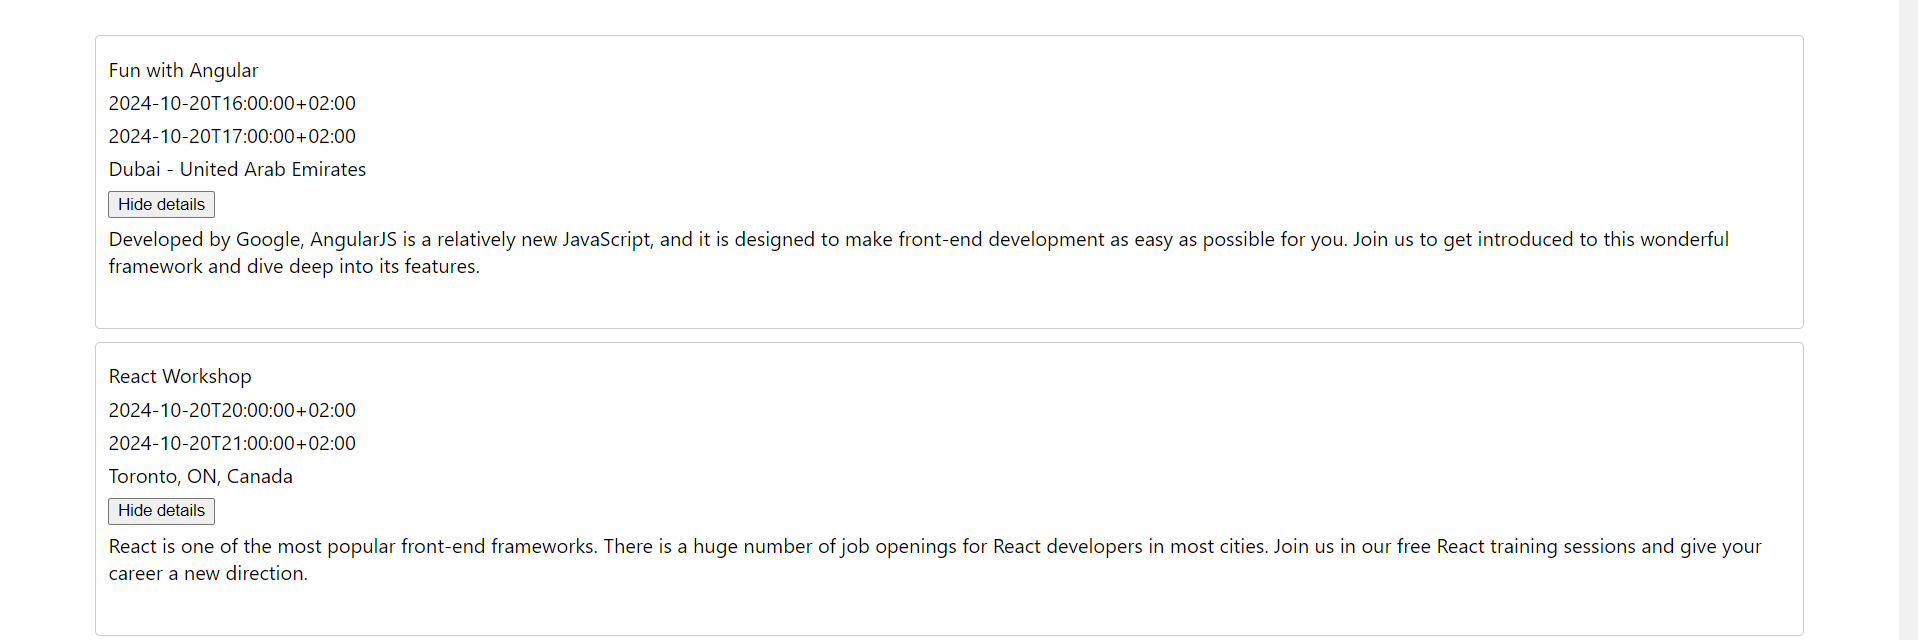 Fun with Angular
2024-10-20T16:00:00+02:00
2024-10-20T17:00:00+02:00
Dubai - United Arab Emirates
Hide details
Developed by Google, AngularJS is a relatively new JavaScript, and it is designed to make front-end development as easy as possible for you. Join us to get introduced to this wonderful
framework and dive deep into its features.
React Workshop
2024-10-20T20:00:00+02:00
2024-10-20T21:00:00+02:00
Toronto, ON, Canada
Hide details
React is one of the most popular front-end frameworks. There is a huge number of job openings for React developers in most cities. Join us in our free React training sessions and give your
career a new direction.